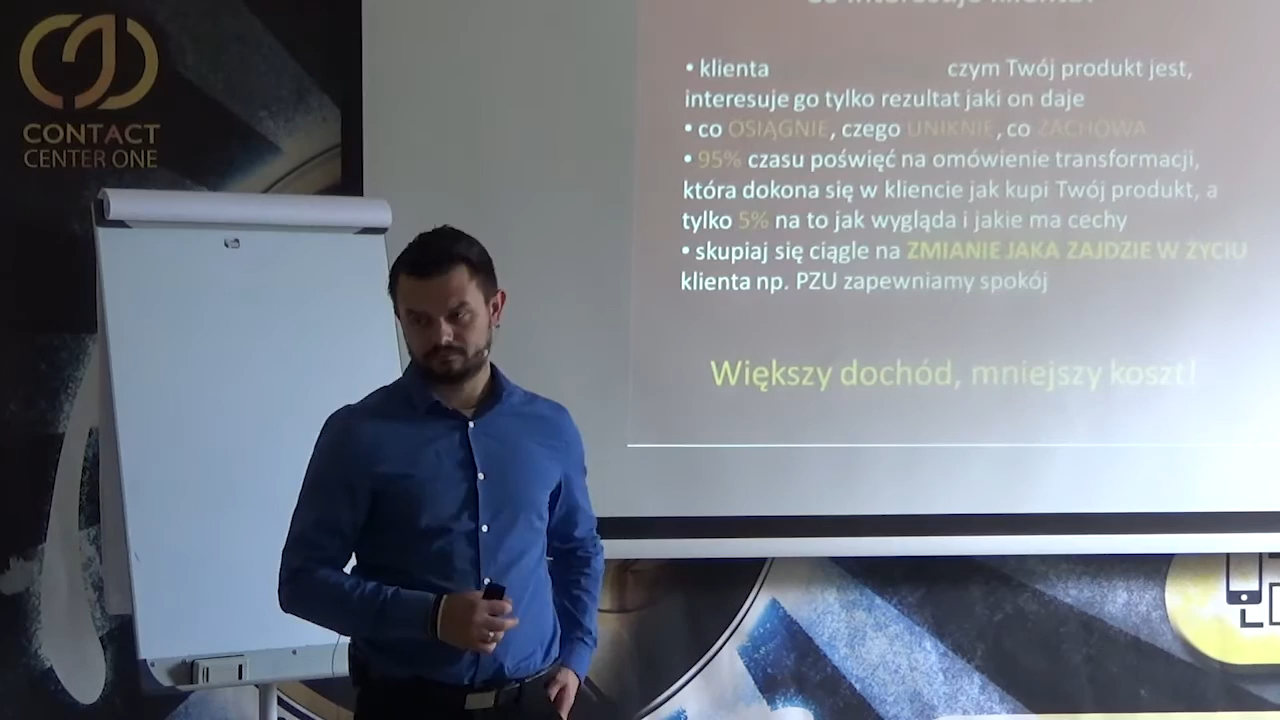 CONTACT
CENTER ONE
• klienta czym Twój produkt jest,
interesuje go tylko rezultat jaki on daje
• co OSIĄGNIE, czego UNIKNIE, co ZACHOWA
• 95% czasu poświęć na omówienie transformacji,
która dokona się w kliencie jak kupi Twój produkt, a
tylko 5% na to jak wygląda i jakie ma cechy
• skupiaj się ciągle na ZMIANIE JAKA ZAJDZIE W ŻYCIU
klienta np. PZU zapewniamy spokój
Większy dochód, mniejszy koszt!